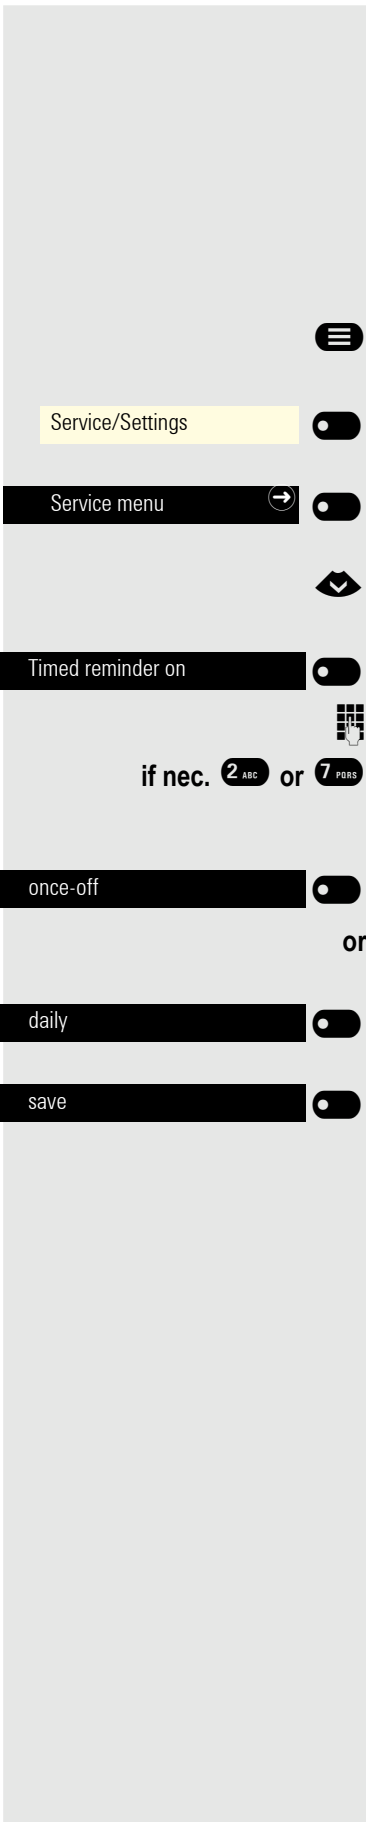 Service/Settings
Service menu
Timed reminder on
if nec. 2 ABC or 7 PQRS
once-off
or
daily
save